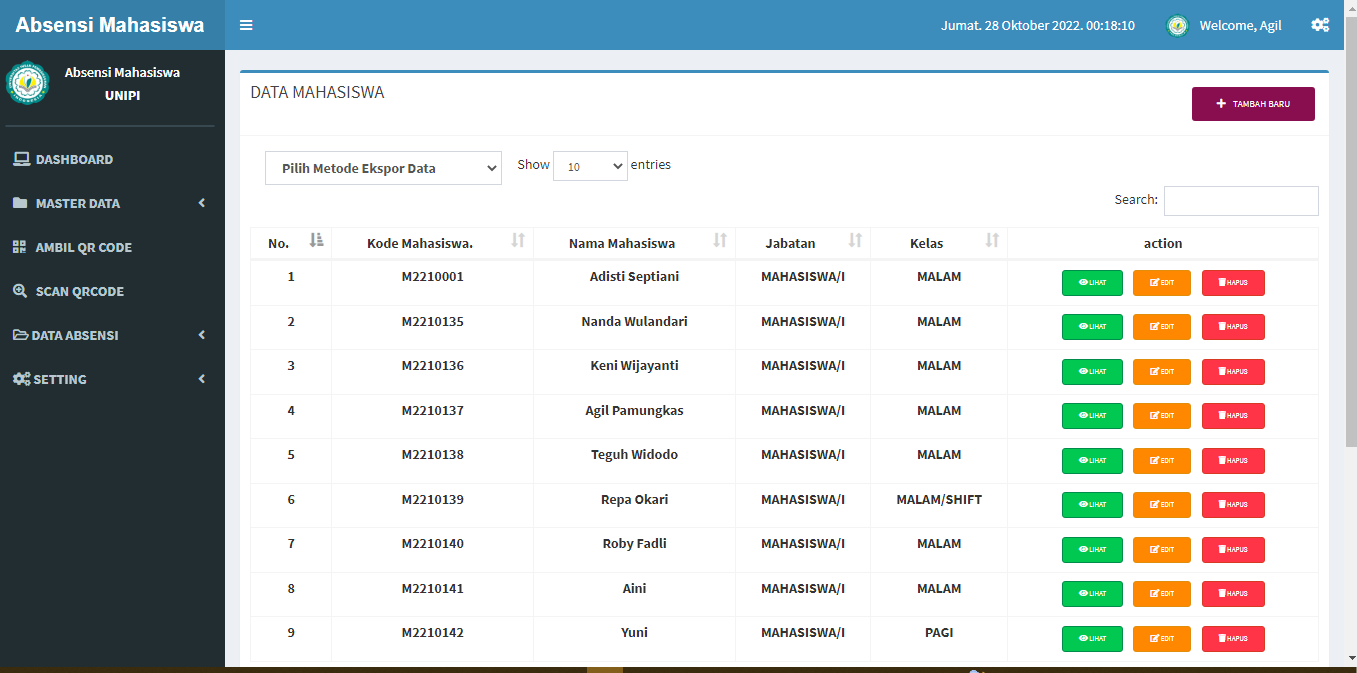 Absensi Mahasiswa
Jumat. 28 Oktober 2022. 00:18:10
Welcome, Agil
Absensi Mahasiswa
UNIPI
DASHBOARD
MASTER DATA
AMBIL QR CODE
SCAN QRCODE
DATA ABSENSI
SETTING
DATA MAHASISWA
TAMBAH BARU
Pilih Metode Ekspor Data
Show 10 entries
Search:
No. Kode Mahasiswa. Nama Mahasiswa Jabatan Kelas action
1 M2210001 Adisti Septiani MAHASISWA/I MALAM LIHAT EDIT HAPUS
2 M2210135 Nanda Wulandari MAHASISWA/I MALAM LIHAT EDIT HAPUS
3 M2210136 Keni Wijayanti MAHASISWA/I MALAM LIHAT EDIT HAPUS
4 M2210137 Agil Pamungkas MAHASISWA/I MALAM LIHAT EDIT HAPUS
5 M2210138 Teguh Widodo MAHASISWA/I MALAM LIHAT EDIT HAPUS
6 M2210139 Repa Okari MAHASISWA/I MALAM/SHIFT LIHAT EDIT HAPUS
7 M2210140 Roby Fadli MAHASISWA/I MALAM LIHAT EDIT HAPUS
8 M2210141 Aini MAHASISWA/I MALAM LIHAT EDIT HAPUS
9 M2210142 Yuni MAHASISWA/I PAGI LIHAT EDIT HAPUS